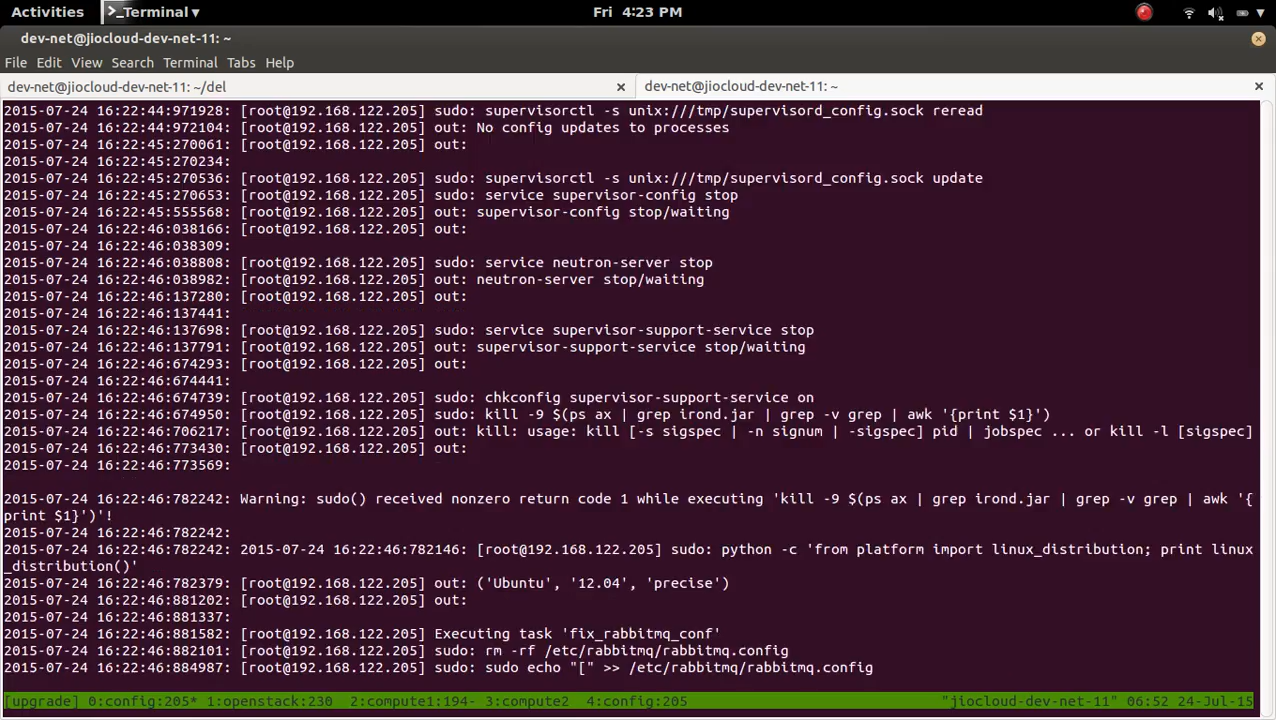 Activities
Terminal
Fri 4:23 PM
dev-net@jiocloud-dev-net-11: ~
File Edit View Search Terminal Tabs Help
dev-net@jiocloud-dev-net-11: ~/del
dev-net@jiocloud-dev-net-11: ~
2015-07-24 16:22:44:971928: [root@192.168.122.205] sudo: supervisorctl -s unix:///tmp/supervisord_config.sock reread
2015-07-24 16:22:44:972104: [root@192.168.122.205] out: No config updates to processes
2015-07-24 16:22:45:270061: [root@192.168.122.205] out:
2015-07-24 16:22:45:270234:
2015-07-24 16:22:45:270536: [root@192.168.122.205] sudo: supervisorctl -s unix:///tmp/supervisord_config.sock update
2015-07-24 16:22:45:270653: [root@192.168.122.205] sudo: service supervisor-config stop
2015-07-24 16:22:45:555568: [root@192.168.122.205] out: supervisor-config stop/waiting
2015-07-24 16:22:46:038166: [root@192.168.122.205] out:
2015-07-24 16:22:46:038309:
2015-07-24 16:22:46:038808: [root@192.168.122.205] sudo: service neutron-server stop
2015-07-24 16:22:46:038982: [root@192.168.122.205] out: neutron-server stop/waiting
2015-07-24 16:22:46:137280: [root@192.168.122.205] out:
2015-07-24 16:22:46:137441:
2015-07-24 16:22:46:137698: [root@192.168.122.205] sudo: service supervisor-support-service stop
2015-07-24 16:22:46:137791: [root@192.168.122.205] out: supervisor-support-service stop/waiting
2015-07-24 16:22:46:674293: [root@192.168.122.205] out:
2015-07-24 16:22:46:674441:
2015-07-24 16:22:46:674739: [root@192.168.122.205] sudo: chkconfig supervisor-support-service on
2015-07-24 16:22:46:674950: [root@192.168.122.205] sudo: kill -9 $(ps ax | grep irond.jar | grep -v grep | awk '{print $1}')
2015-07-24 16:22:46:706217: [root@192.168.122.205] out: kill: usage: kill [-s sigspec | -n signum | -sigspec] pid | jobspec ... or kill -l [sigspec]
2015-07-24 16:22:46:773430: [root@192.168.122.205] out:
2015-07-24 16:22:46:773569:
2015-07-24 16:22:46:782242: Warning: sudo() received nonzero return code 1 while executing 'kill -9 $(ps ax | grep irond.jar | grep -v grep | awk '{
print $1}')'!
2015-07-24 16:22:46:782242:
2015-07-24 16:22:46:782242: 2015-07-24 16:22:46:782146: [root@192.168.122.205] sudo: python -c 'from platform import linux_distribution; print linux
_distribution()'
2015-07-24 16:22:46:782379: [root@192.168.122.205] out: ('Ubuntu', '12.04', 'precise')
2015-07-24 16:22:46:881202: [root@192.168.122.205] out:
2015-07-24 16:22:46:881337:
2015-07-24 16:22:46:881582: [root@192.168.122.205] Executing task 'fix_rabbitmq_conf'
2015-07-24 16:22:46:882101: [root@192.168.122.205] sudo: rm -rf /etc/rabbitmq/rabbitmq.config
2015-07-24 16:22:46:884987: [root@192.168.122.205] sudo: sudo echo "[" >> /etc/rabbitmq/rabbitmq.config
[upgrade] 0:config:205* 1:openstack:230 2:compute1:194- 3:compute2 4:config:205 "jiocloud-dev-net-11" 06:52 24-Jul-15